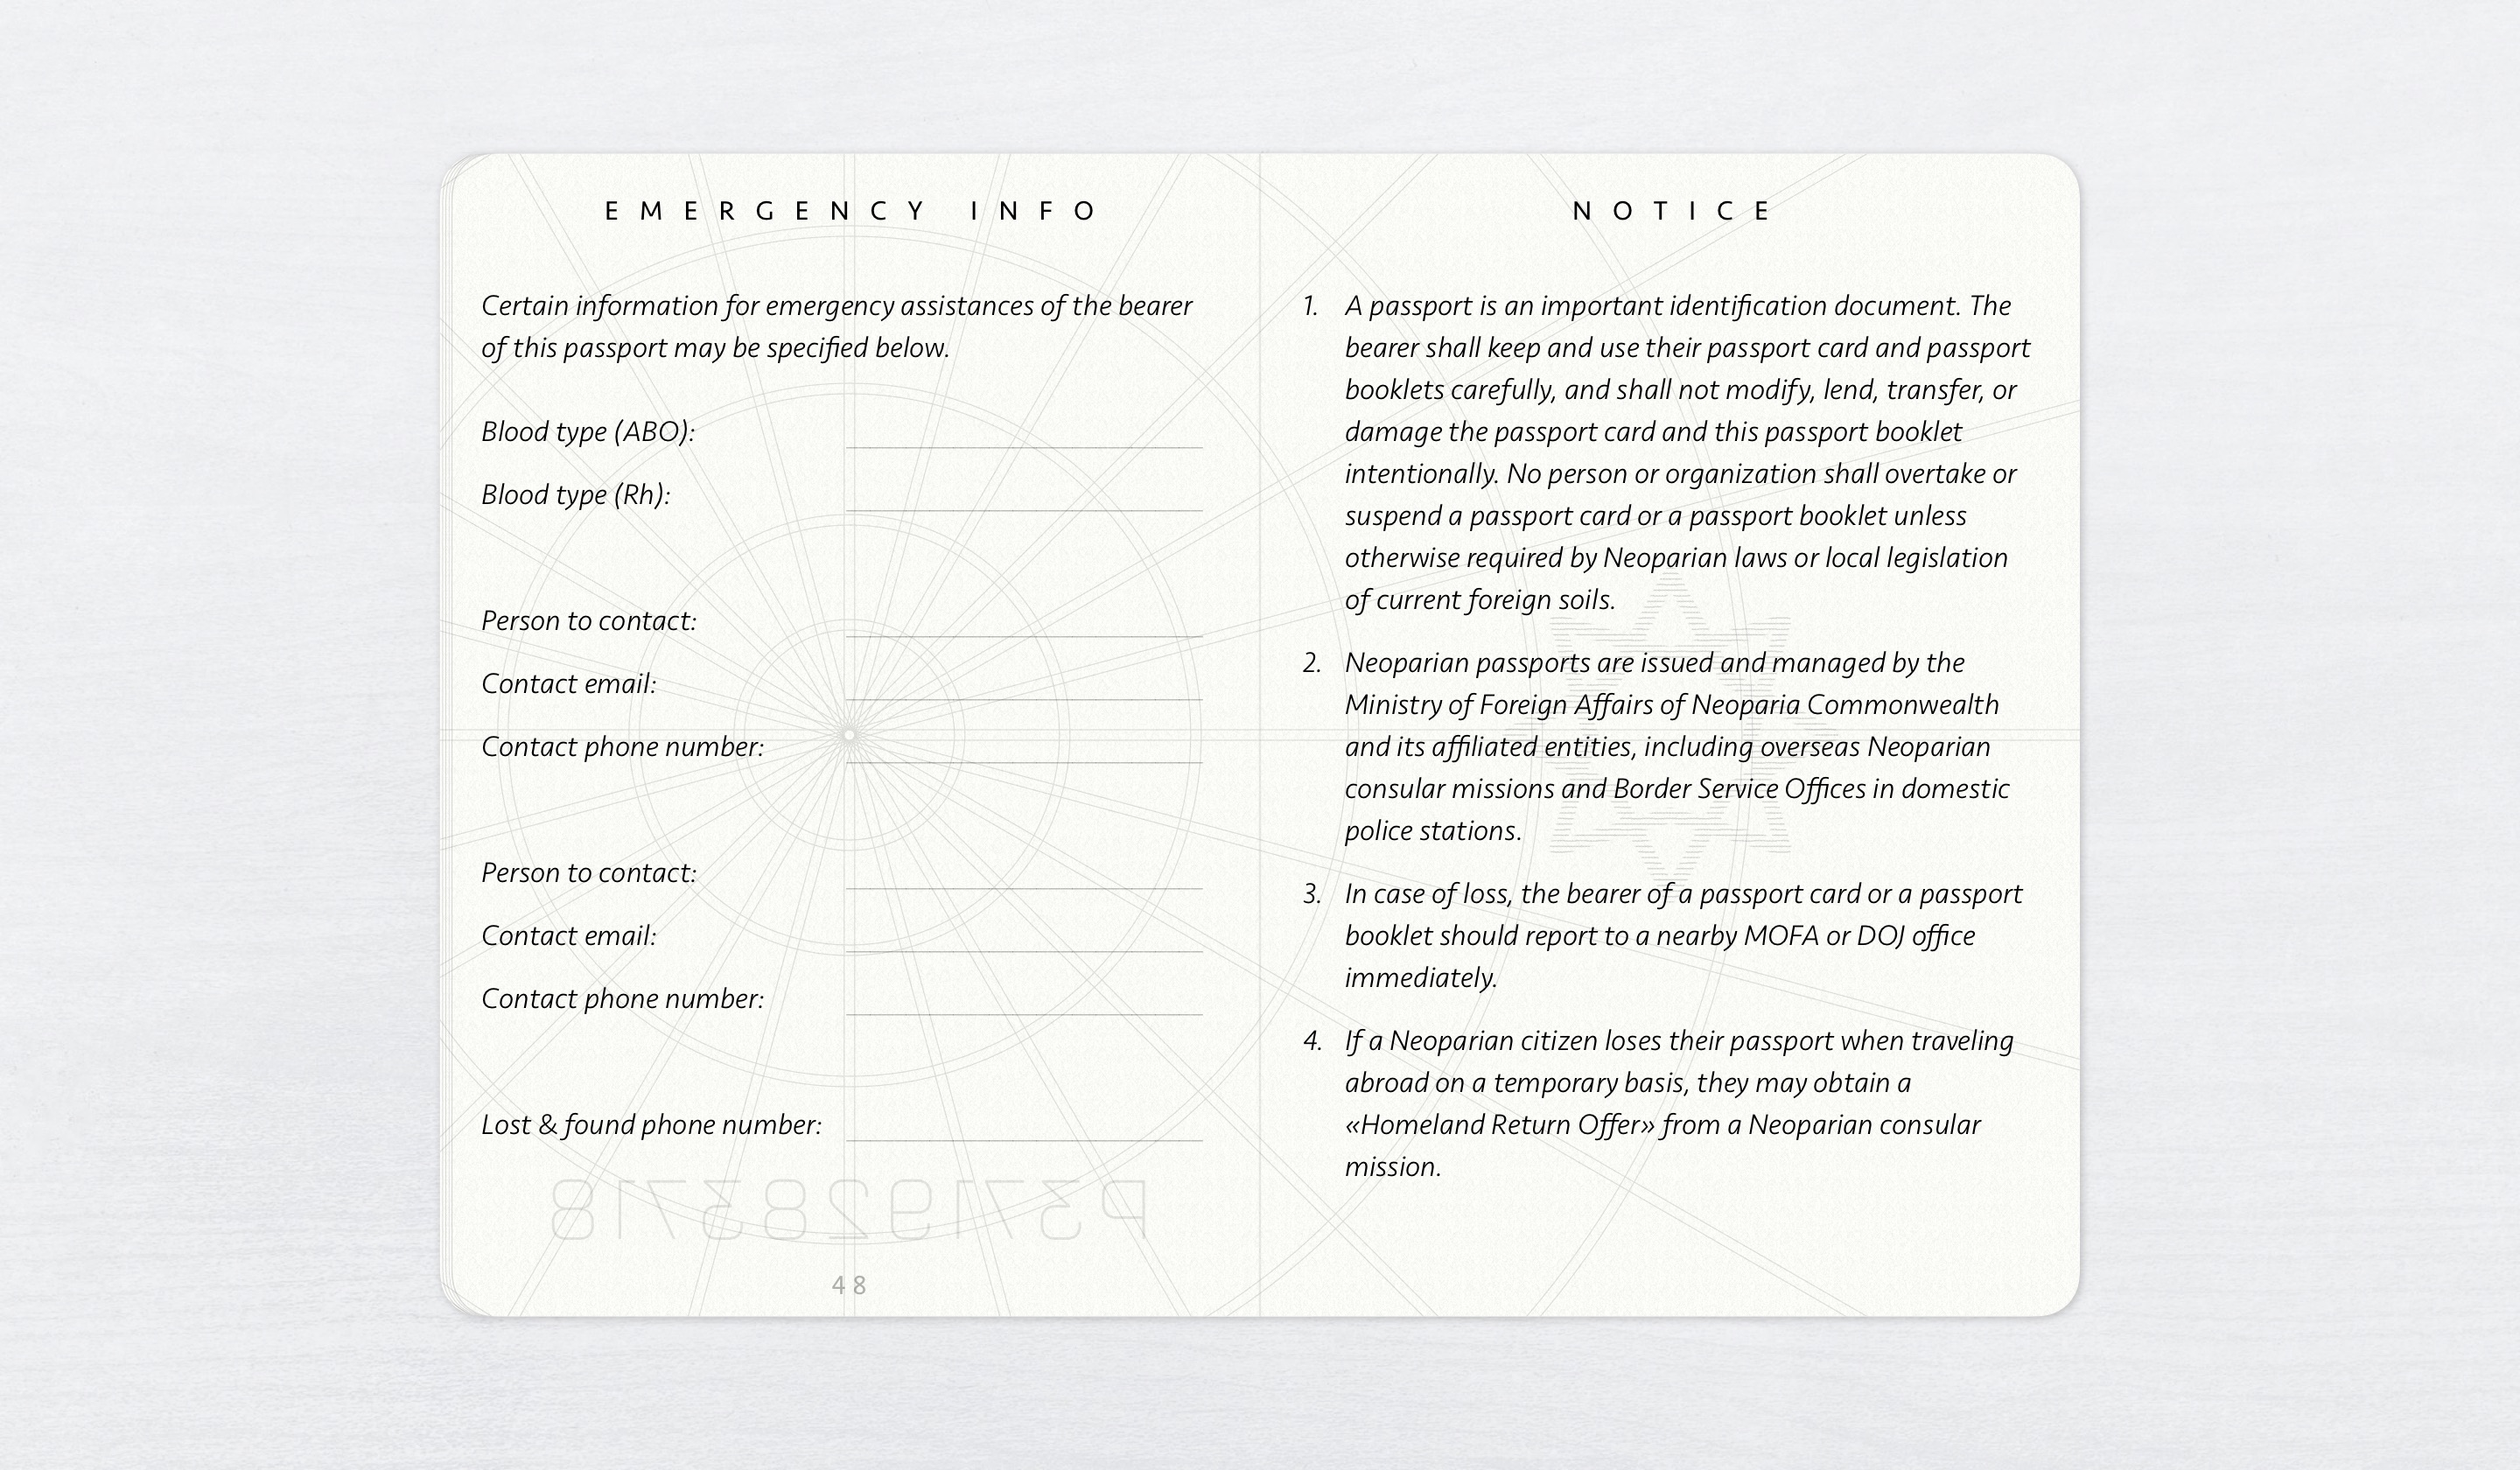 EMERGENCY INFO
Certain information for emergency assistances of the bearer
of this passport may be specified below.
Blood type (ABO):
Blood type (Rh):
Person to contact:
Contact email:
Contact phone number:
Person to contact:
Contact email:
Contact phone number:
Lost & found phone number:
P3719283718
48
NOTICE
1. A passport is an important identification document. The
bearer shall keep and use their passport card and passport
booklets carefully, and shall not modify, lend, transfer, or
damage the passport card and this passport booklet
intentionally. No person or organization shall overtake or
suspend a passport card or a passport booklet unless
otherwise required by Neoparian laws or local legislation
of current foreign soils.
2. Neoparian passports are issued and managed by the
Ministry of Foreign Affairs of Neoparia Commonwealth
and its affiliated entities, including overseas Neoparian
consular missions and Border Service Offices in domestic
police stations.
3. In case of loss, the bearer of a passport card or a passport
booklet should report to a nearby MOFA or DOJ office
immediately.
4. If a Neoparian citizen loses their passport when traveling
abroad on a temporary basis, they may obtain a
«Homeland Return Offer» from a Neoparian consular
mission.